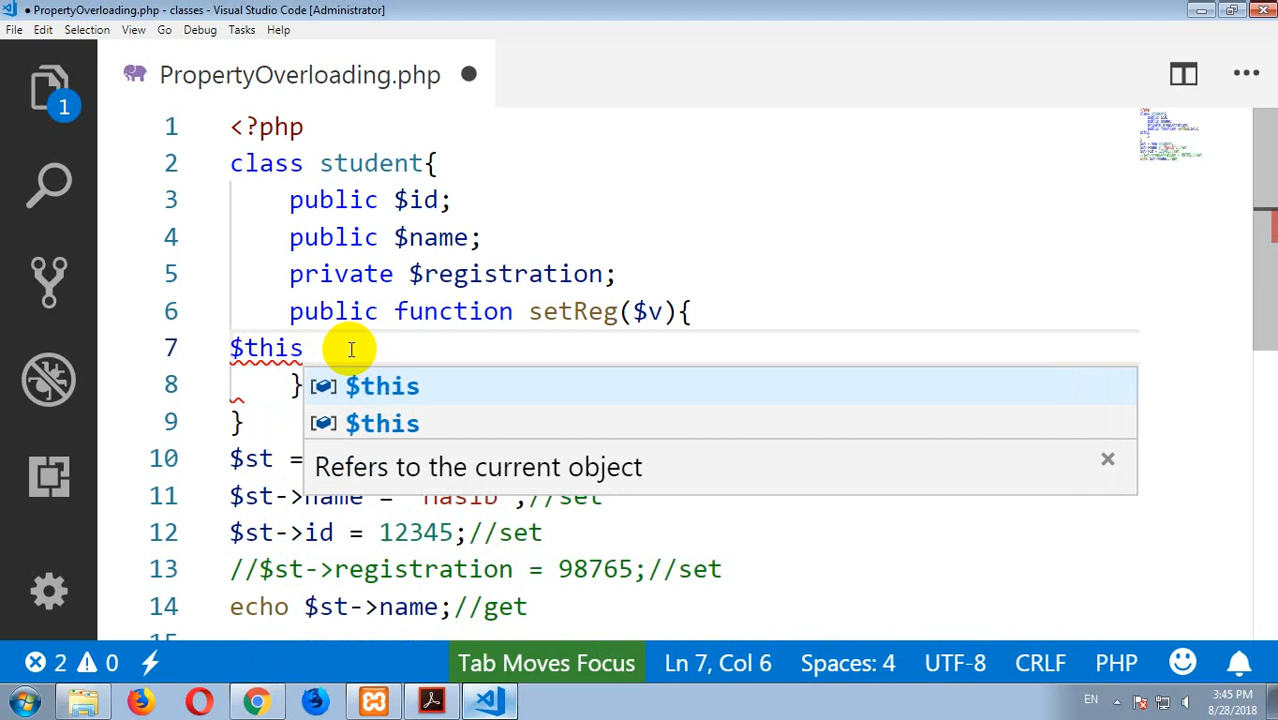 PropertyOverloading.php - classes - Visual Studio Code [Administrator]
File Edit Selection View Go Debug Tasks Help
PropertyOverloading.php
1
1 <?php
2 class student{
3 public $id;
4 public $name;
5 private $registration;
6 public function setReg($v){
7 $this
8 }
$this
9 }
$this
10 $st =
Refers to the current object
11 $st->name = "Hasib";//set
12 $st->id = 12345;//set
13 //$st->registration = 98765;//set
14 echo $st->name;//get
15
2 0 Tab Moves Focus Ln 7, Col 6 Spaces: 4 UTF-8 CRLF PHP
EN 3:45 PM
8/28/2018